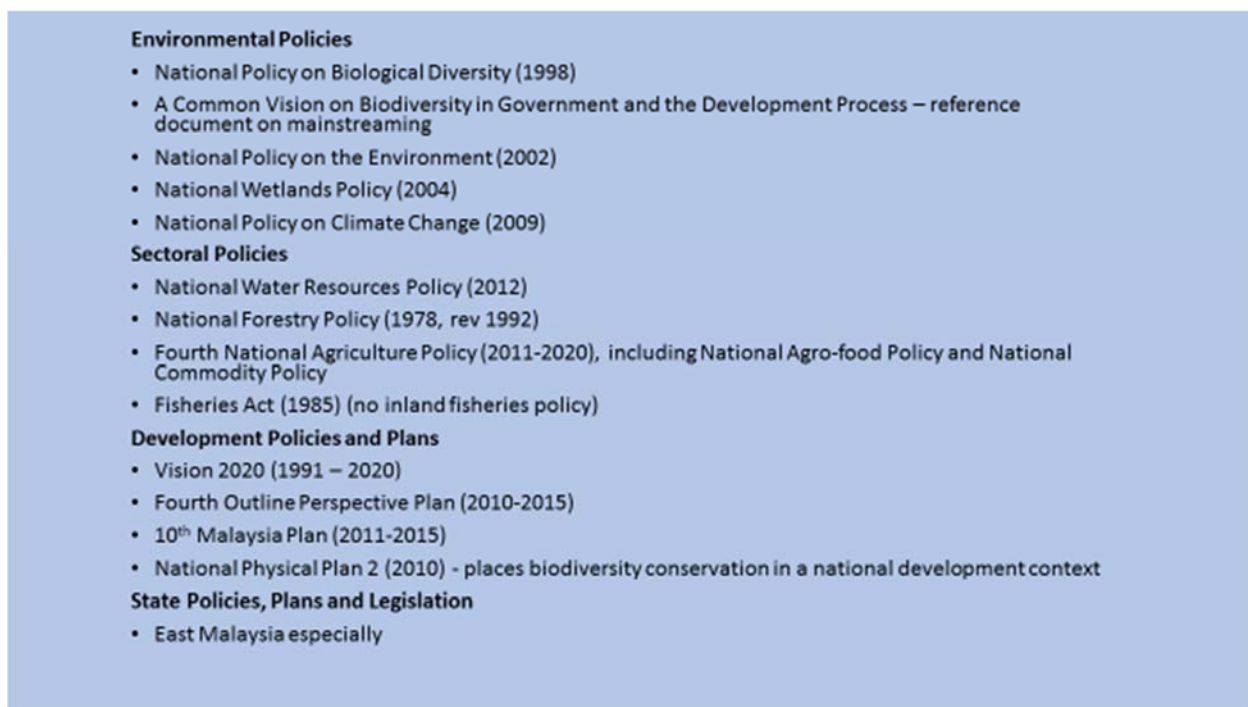 Environmental Policies
• National Policy on Biological Diversity (1998)
• A Common Vision on Biodiversity in Government and the Development Process – reference
document on mainstreaming
• National Policy on the Environment (2002)
• National Wetlands Policy (2004)
• National Policy on Climate Change (2009)
Sectoral Policies
• National Water Resources Policy (2012)
• National Forestry Policy (1978, rev 1992)
• Fourth National Agriculture Policy (2011-2020), including National Agro-food Policy and National
Commodity Policy
• Fisheries Act (1985) (no inland fisheries policy)
Development Policies and Plans
• Vision 2020 (1991 – 2020)
• Fourth Outline Perspective Plan (2010-2015)
• 10th Malaysia Plan (2011-2015)
• National Physical Plan 2 (2010) - places biodiversity conservation in a national development context
State Policies, Plans and Legislation
• East Malaysia especially